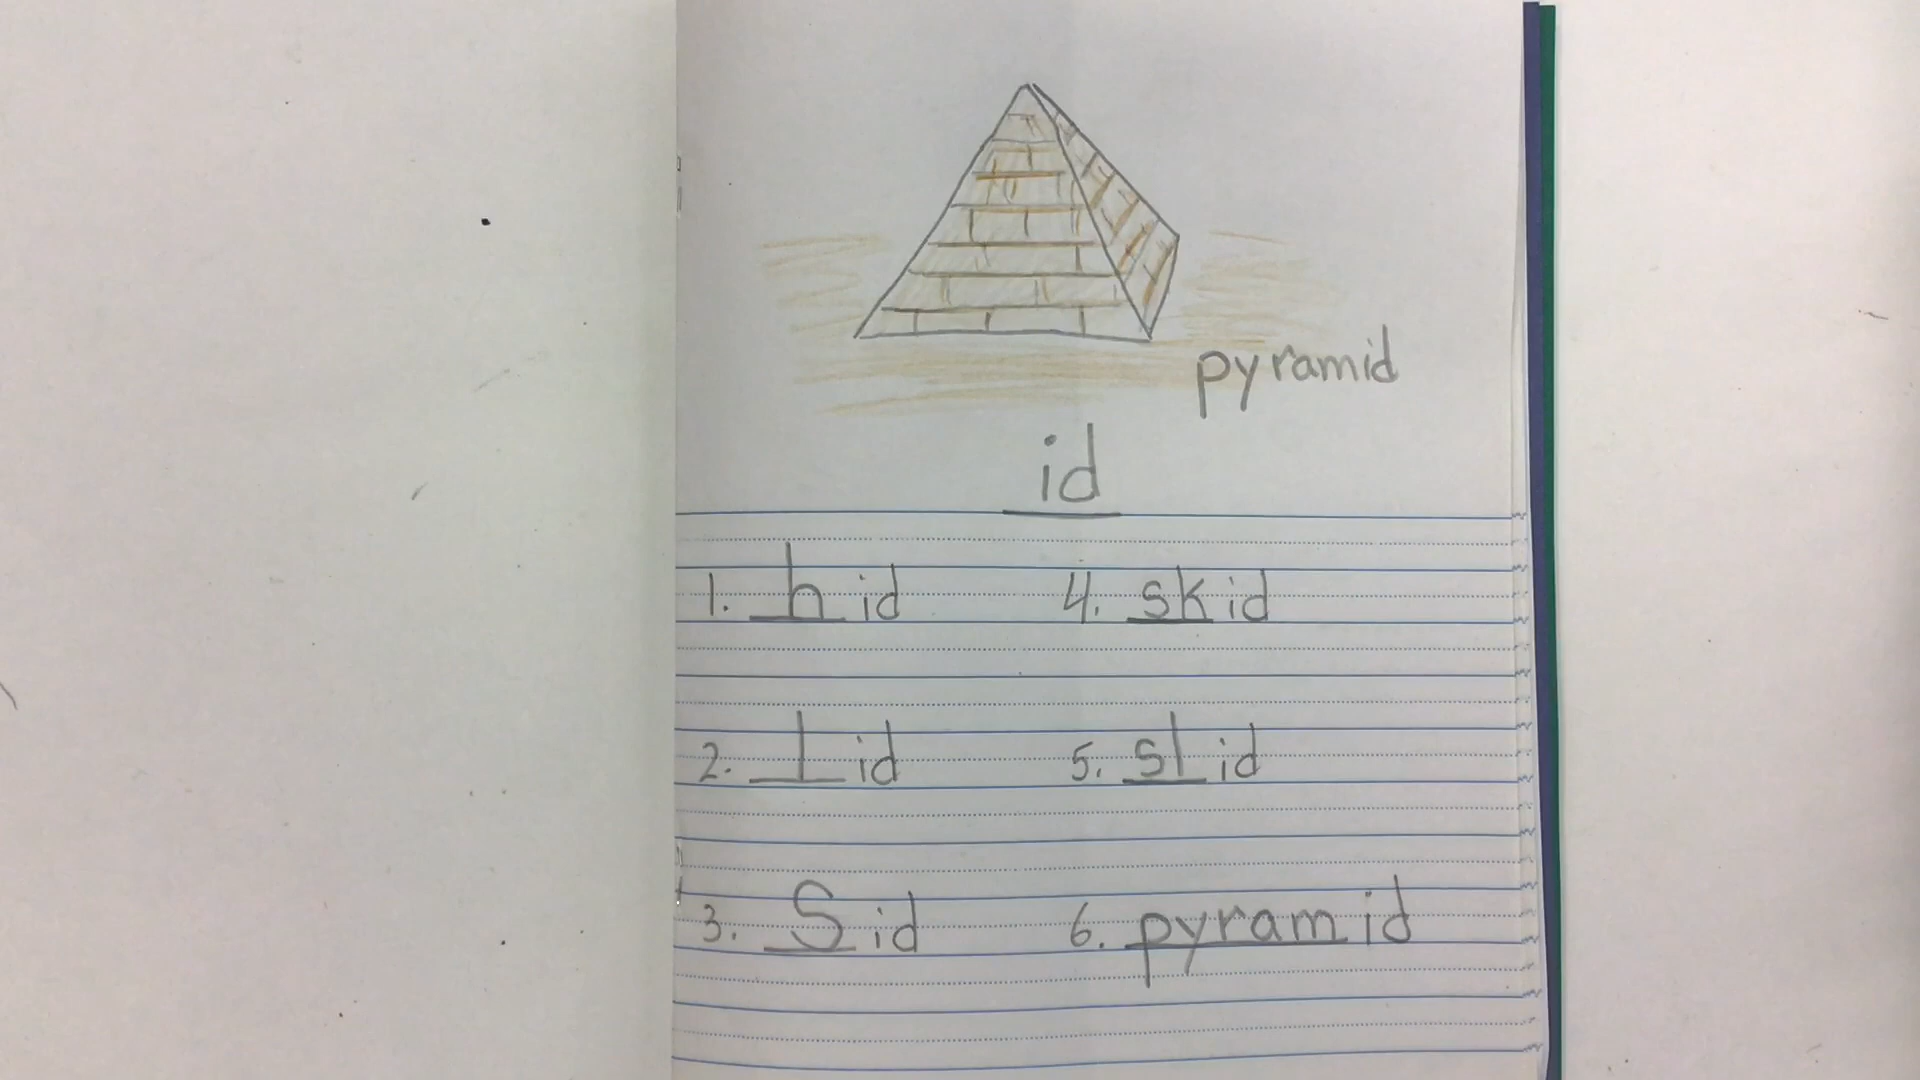 pyramid
id
1. hid 4. skid
2. lid 5. slid
3. Sid 6. pyramid